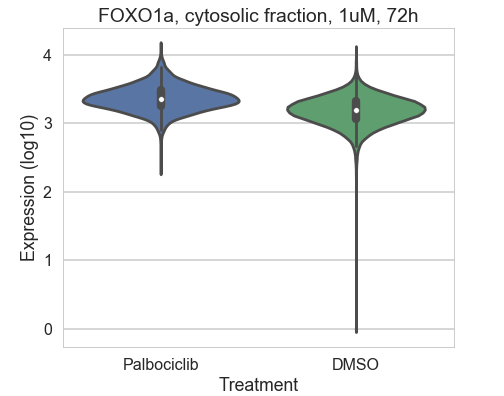 FOXO1a, cytosolic fraction, 1uM, 72h
Expression (log10)
4
3
2
1
0
Palbociclib DMSO
Treatment